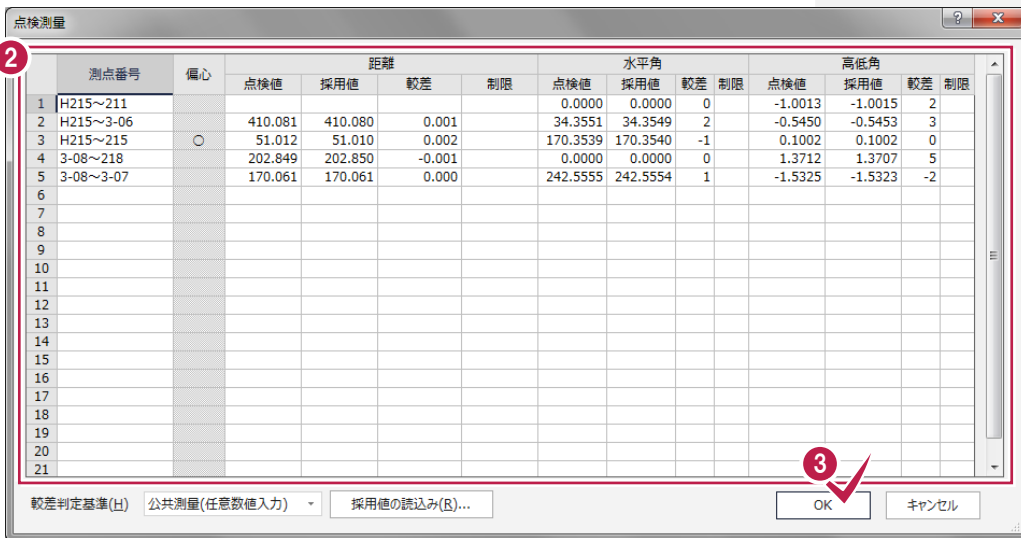 点検測量
2
測点番号 偏心 距離 水平角 高低角
点検値 採用値 較差 制限 点検値 採用値 較差 制限 点検値 採用値 較差 制限
1 H215～211 0.0000 0.0000 0 -1.0013 -1.0015 2
2 H215～3-06 410.081 410.080 0.001 34.3551 34.3549 2 -0.5450 -0.5453 3
3 H215～215 ○ 51.012 51.010 0.002 170.3539 170.3540 -1 0.1002 0.1002 0
4 3-08～218 202.849 202.850 -0.001 0.0000 0.0000 0 1.3712 1.3707 5
5 3-08～3-07 170.061 170.061 0.000 242.5555 242.5554 1 -1.5325 -1.5323 -2
6
7
8
9
10
11
12
13
14
15
16
17
18
19
20
21
3
較差判定基準(H) 公共測量(任意数値入力) 採用値の読込み(R)... OK キャンセル